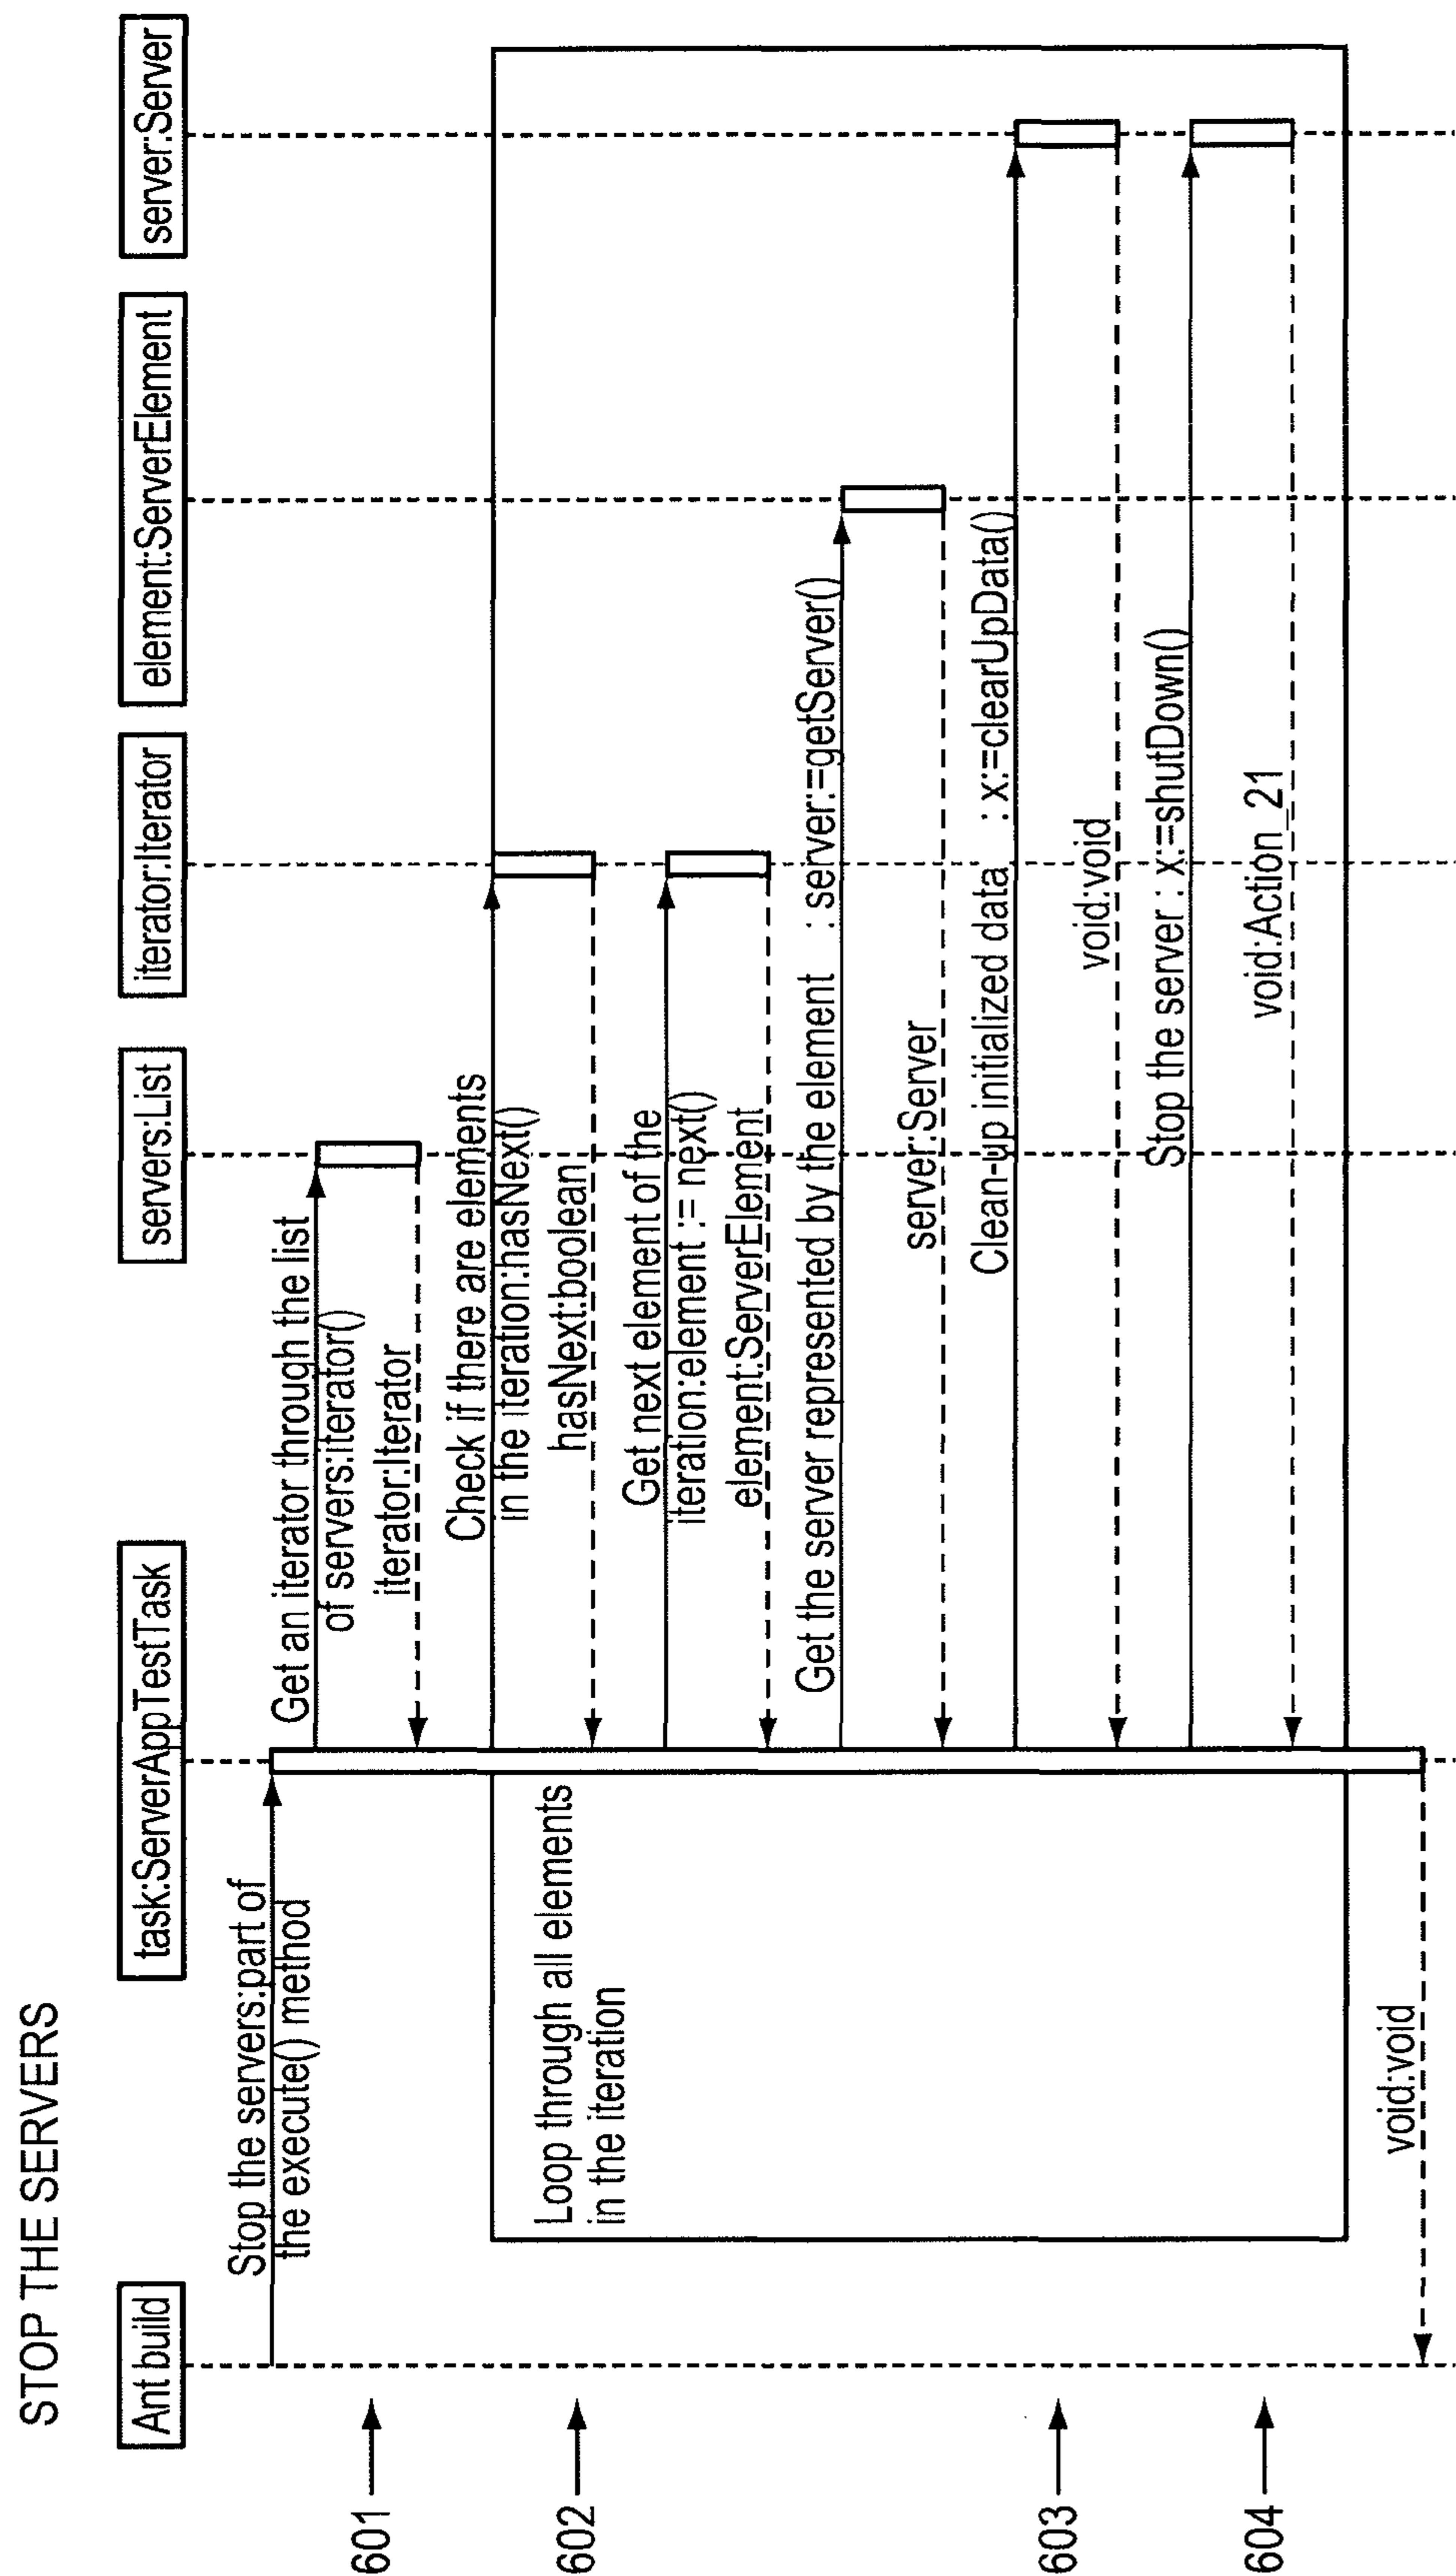 STOP THE SERVERS
Ant build
task:ServerAppTestTask
servers:List
iterator:Iterator
element:ServerElement
server:Server
Stop the servers:part of
the execute() method
601
Get an iterator through the list
of servers:iterator()
iterator:Iterator
602
Loop through all elements
in the iteration
Check if there are elements
in the iteration:hasNext()
hasNext:boolean
Get next element of the
iteration:element := next()
element:ServerElement
Get the server represented by the element : server:=getServer()
server:Server
603
Clean-up initialized data : x:=clearUpData()
void:void
604
Stop the server : x:=shutDown()
void:Action_21
void:void